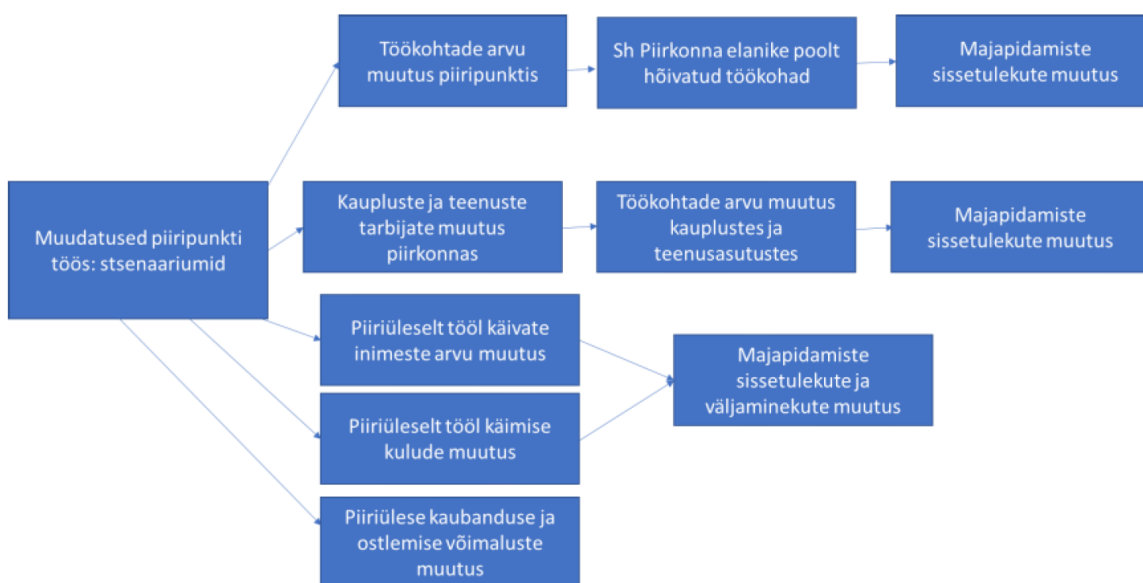 Töökohtade arvu
muutus piiripunktis
Sh Piirkonna elanike poolt
hõivatud töökohad
Majapidamiste
sissetulekute muutus
Muudatused piiripunkti
töös: stsenaariumid
Kaupluste ja teenuste
tarbijate muutus
piirkonnas
Töökohtade arvu muutus
kauplustes ja
teenusasutustes
Majapidamiste
sissetulekute muutus
Piiriüleselt tööl käivate
inimeste arvu muutus
Majapidamiste
sissetulekute ja
väljaminekute muutus
Piiriüleselt tööl käimise
kulude muutus
Piiriülese kaubanduse ja
ostlemise võimaluste
muutus